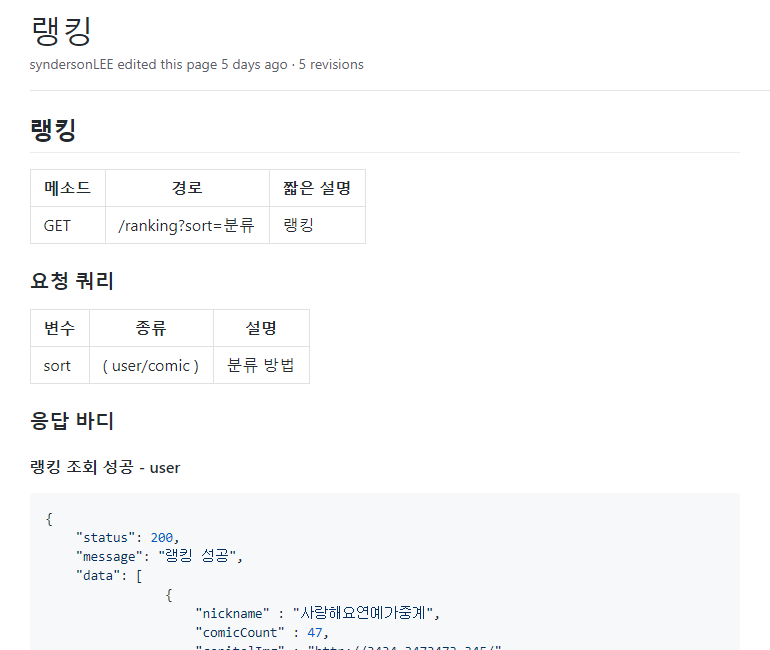 랭킹
syndersonLEE edited this page 5 days ago · 5 revisions
랭킹
메소드 경로 짧은 설명
GET /ranking?sort=분류 랭킹
요청 쿼리
변수 종류 설명
sort ( user/comic ) 분류 방법
응답 바디
랭킹 조회 성공 - user
{
"status": 200,
"message": "랭킹 성공",
"data": [
{
"nickname" : "사랑해요연예가중계",
"comicCount" : 47,